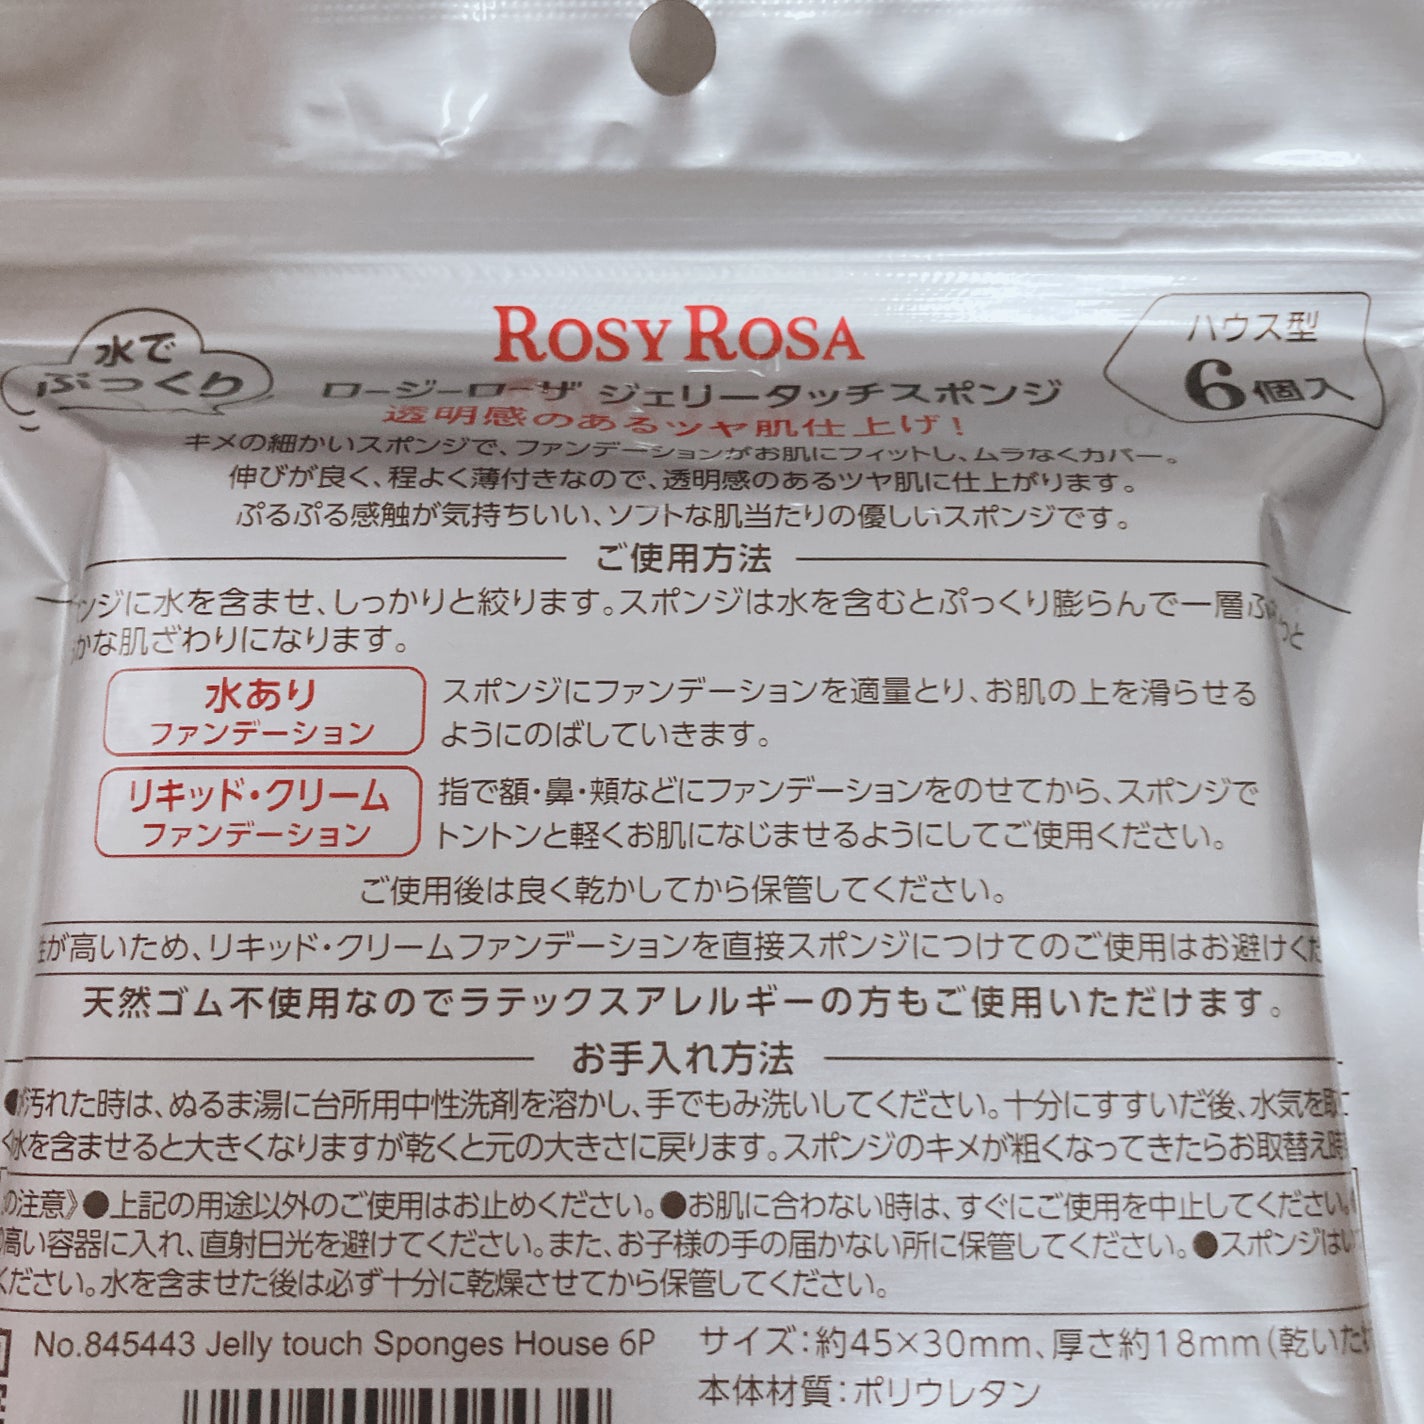 水で
ぷっくり
ROSY ROSA
ハウス型
6個入
ロージーローザ ジェリータッチスポンジ
透明感のあるツヤ肌仕上げ!
キメの細かいスポンジで、ファンデーションがお肌にフィットし、ムラなくカバー。
伸びが良く、程よく薄付きなので、透明感のあるツヤ肌に仕上がります。
ぷるぷる感触が気持ちいい、ソフトな肌当たりの優しいスポンジです。
ご使用方法
ンジに水を含ませ、しっかりと絞ります。スポンジは水を含むとぷっくり膨らんで一層
かな肌ざわりになります。
水あり
ファンデーション
スポンジにファンデーションを適量とり、お肌の上を滑らせる
ようにのばしていきます。
リキッド・クリーム
ファンデーション
指で額・鼻・頬などにファンデーションをのせてから、スポンジで
トントンと軽くお肌になじませるようにしてご使用ください。
ご使用後は良く乾かしてから保管してください。
が高いため、リキッド・クリームファンデーションを直接スポンジにつけてのご使用はお避けくだ
天然ゴム不使用なのでラテックスアレルギーの方もご使用いただけます。
お手入れ方法
汚れた時は、ぬるま湯に台所用中性洗剤を溶かし、手でもみ洗いしてください。十分にすすいだ後、水気を取
水を含ませると大きくなりますが乾くと元の大きさに戻ります。スポンジのキメが粗くなってきたらお取替え時
の注意》●上記の用途以外のご使用はお止めください。●お肌に合わない時は、すぐにご使用を中止してください。
高い容器に入れ、直射日光を避けてください。また、お子様の手の届かない所に保管してください。●スポンジは
ください。水を含ませた後は必ず十分に乾燥させてから保管してください。
No.845443 Jelly touch Sponges House 6P
サイズ:約45×30mm、厚さ約18mm(乾いた
本体材質:ポリウレタン